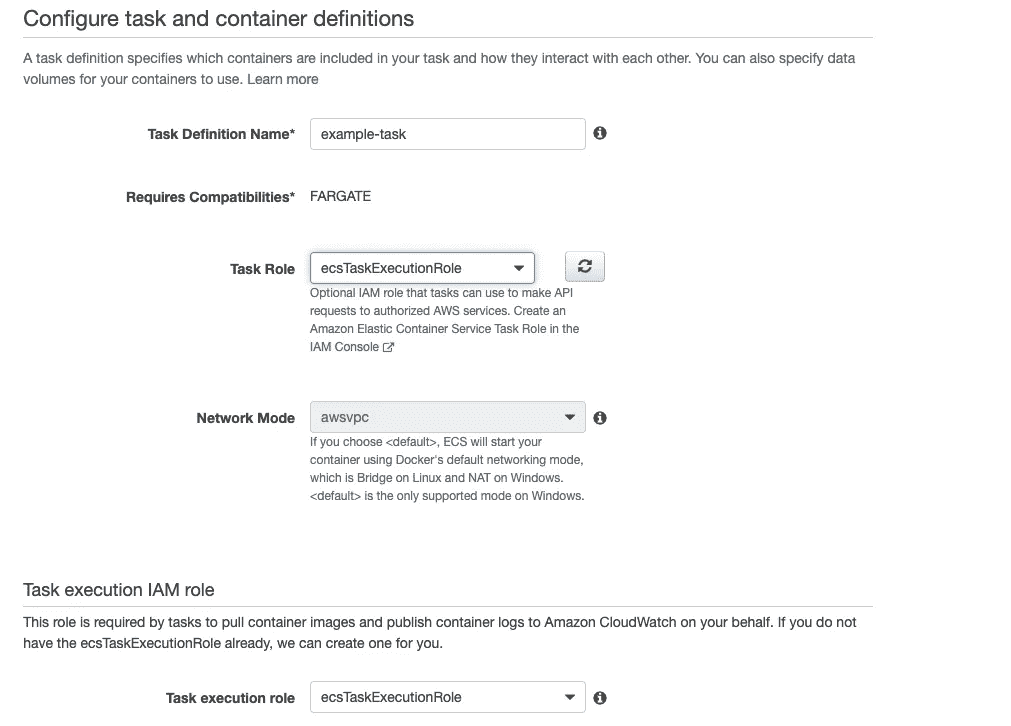 Configure task and container definitions
A task definition specifies which containers are included in your task and how they interact with each other. You can also specify data
volumes for your containers to use. Learn more
Task Definition Name* example-task
Requires Compatibilities* FARGATE
Task Role ecsTaskExecutionRole
Optional IAM role that tasks can use to make API
requests to authorized AWS services. Create an
Amazon Elastic Container Service Task Role in the
IAM Console
Network Mode awsvpc
If you choose <default>, ECS will start your
container using Docker's default networking mode,
which is Bridge on Linux and NAT on Windows.
<default> is the only supported mode on Windows.
Task execution IAM role
This role is required by tasks to pull container images and publish container logs to Amazon CloudWatch on your behalf. If you do not
have the ecsTaskExecutionRole already, we can create one for you.
Task execution role ecsTaskExecutionRole